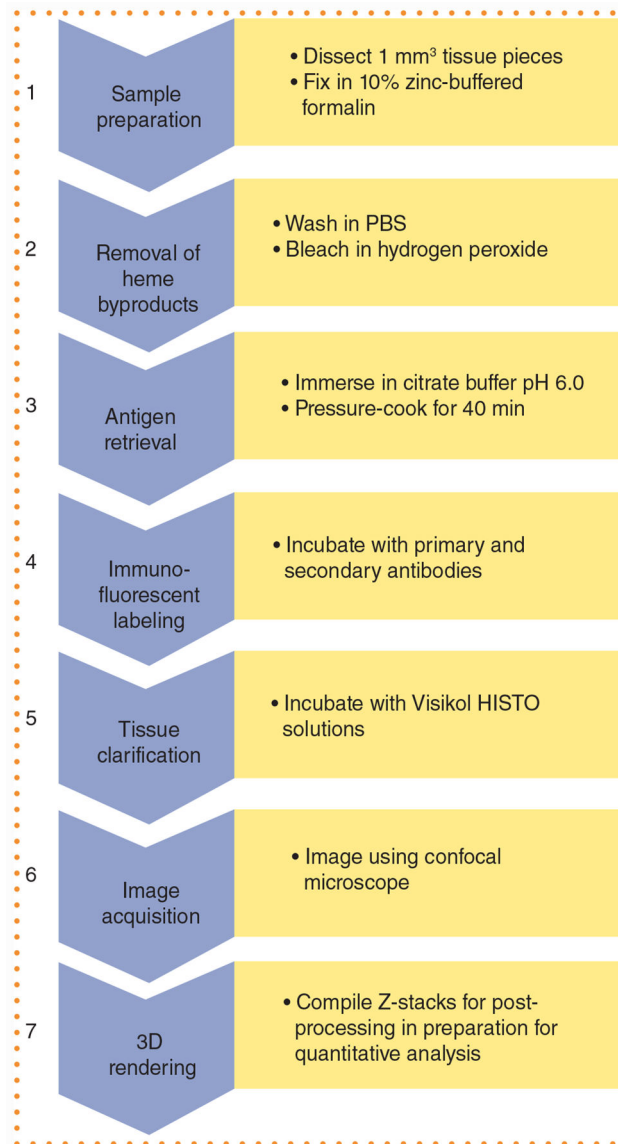 1
Sample
preparation
• Dissect 1 mm³ tissue pieces
• Fix in 10% zinc-buffered
formalin
2
Removal of
heme
byproducts
• Wash in PBS
• Bleach in hydrogen peroxide
3
Antigen
retrieval
• Immerse in citrate buffer pH 6.0
• Pressure-cook for 40 min
4
Immuno-
fluorescent
labeling
• Incubate with primary and
secondary antibodies
5
Tissue
clarification
• Incubate with Visikol HISTO
solutions
6
Image
acquisition
• Image using confocal
microscope
7
3D
rendering
• Compile Z-stacks for post-
processing in preparation for
quantitative analysis